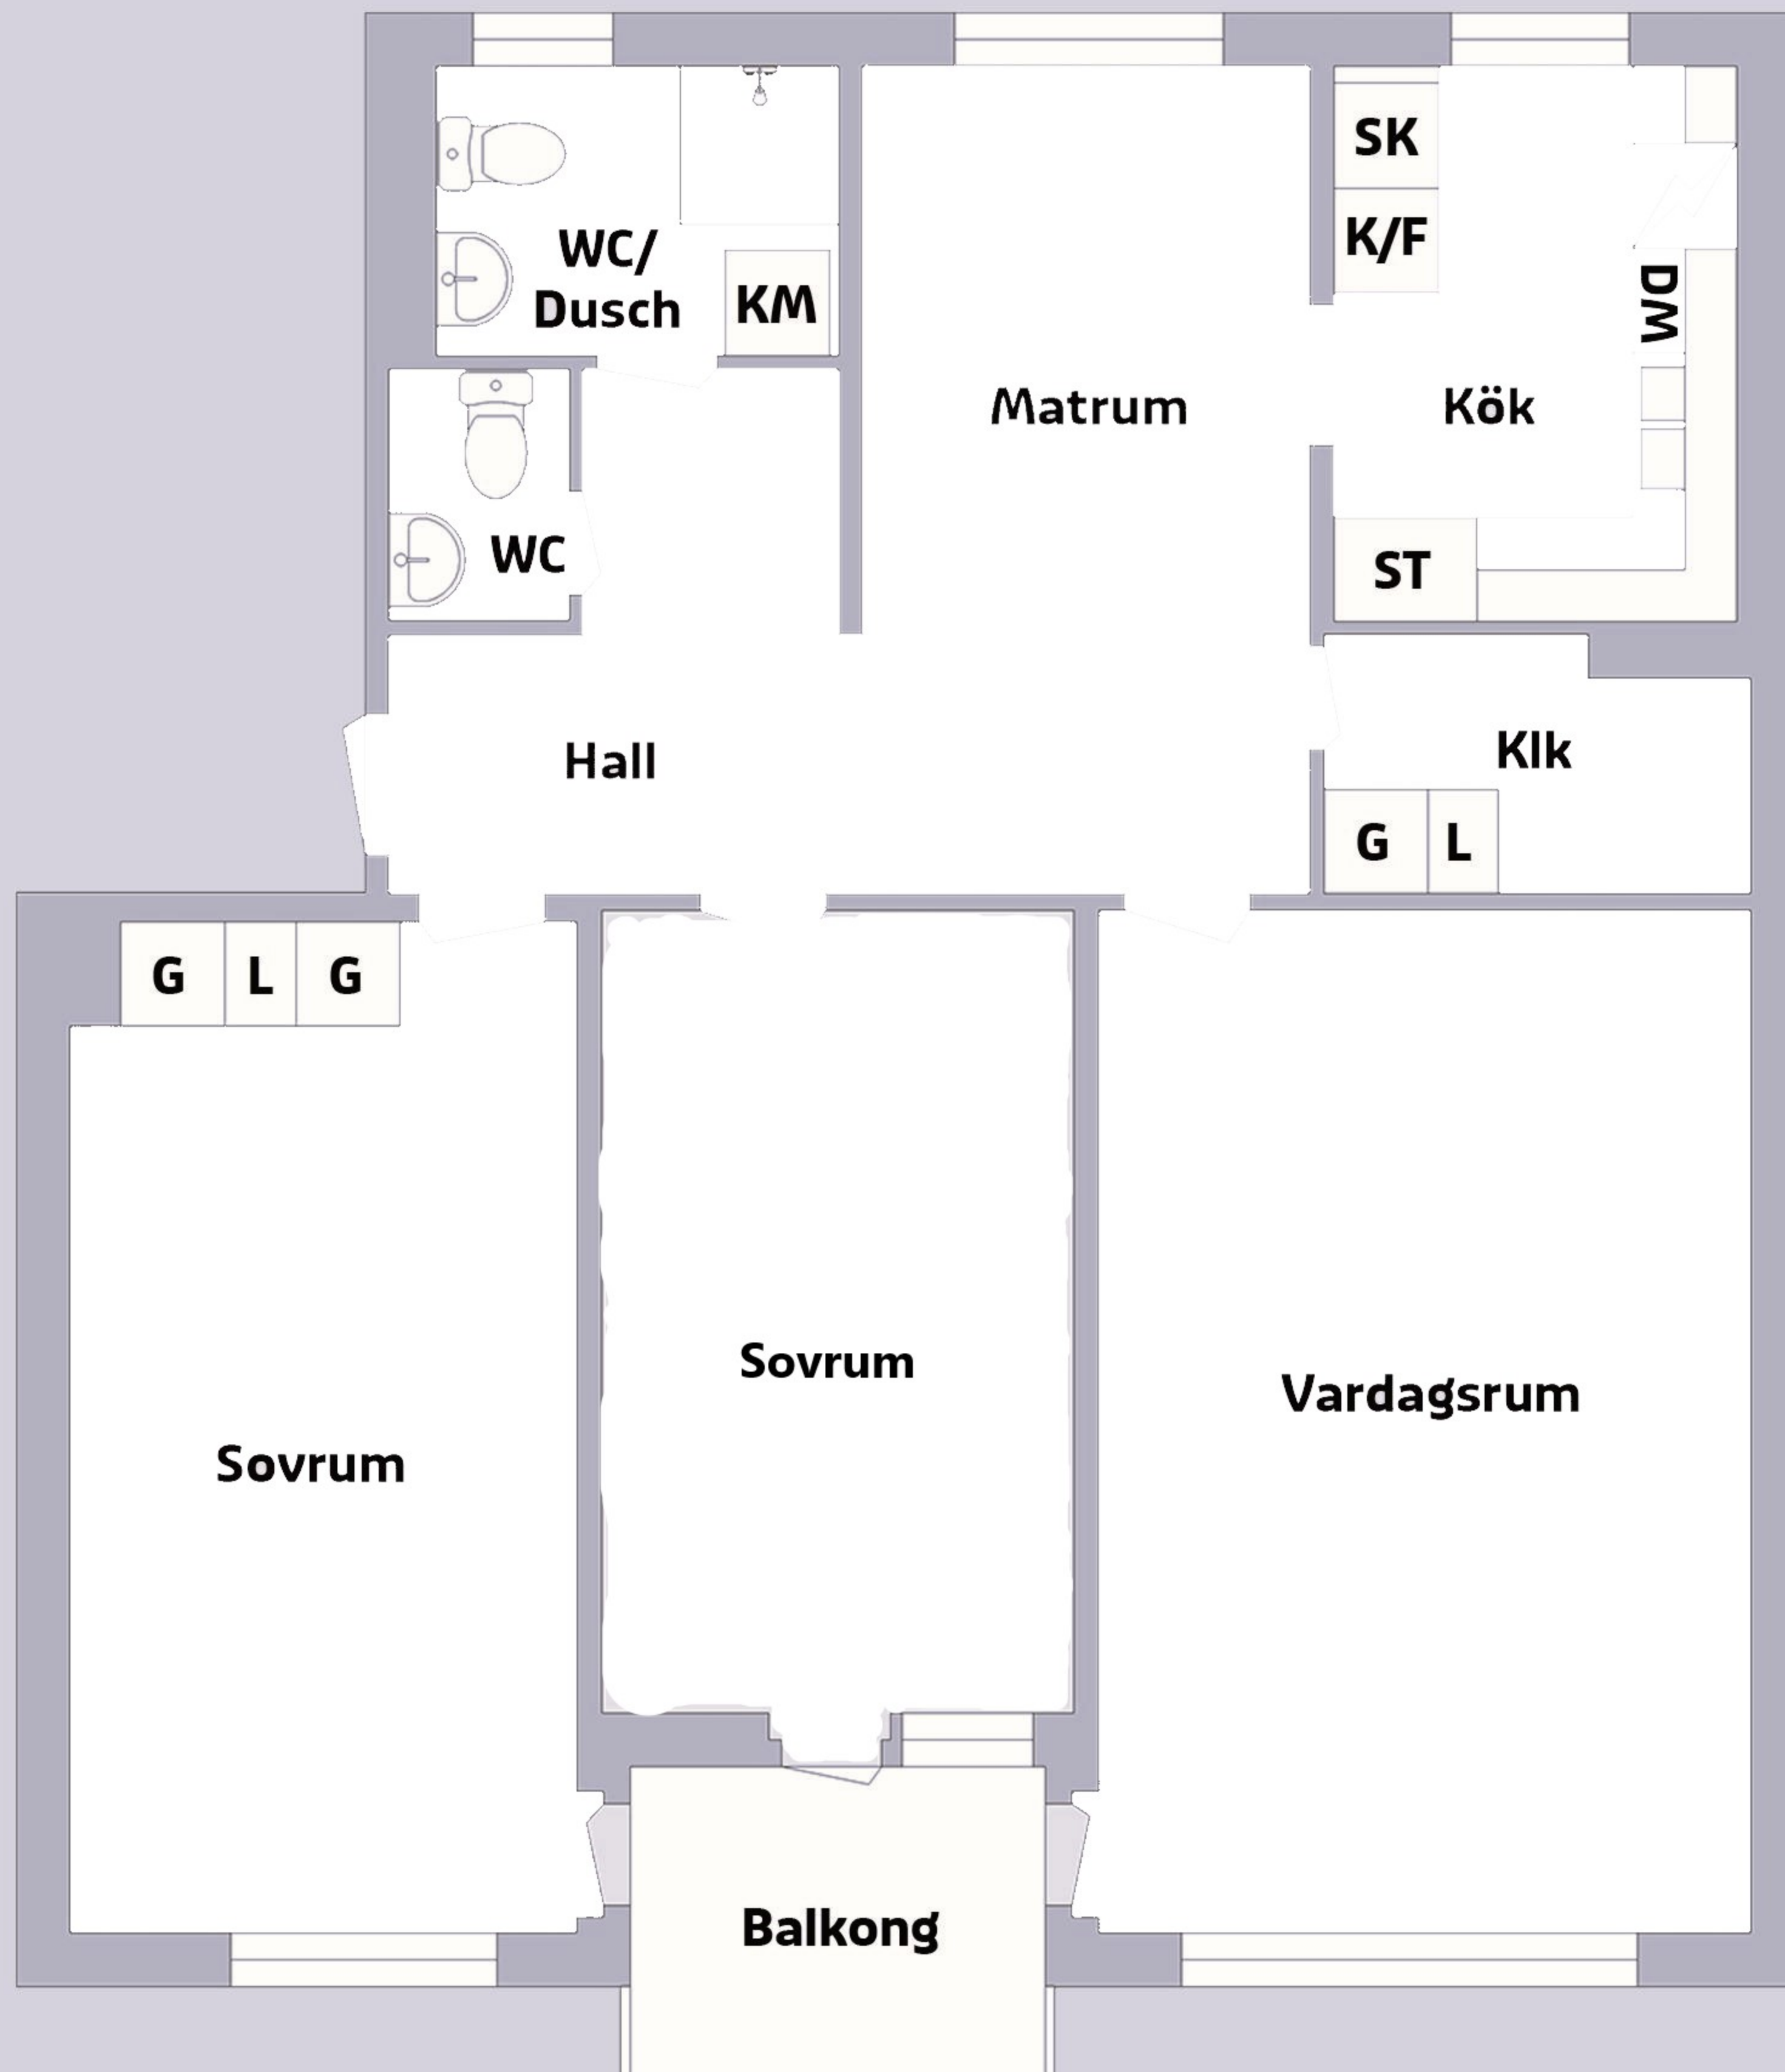 SK
K/F
WC/
Dusch
KM
DM
Matrum
Kök
WC
ST
Hall
Klk
G
L
G
L
G
Sovrum
Sovrum
Vardagsrum
Balkong